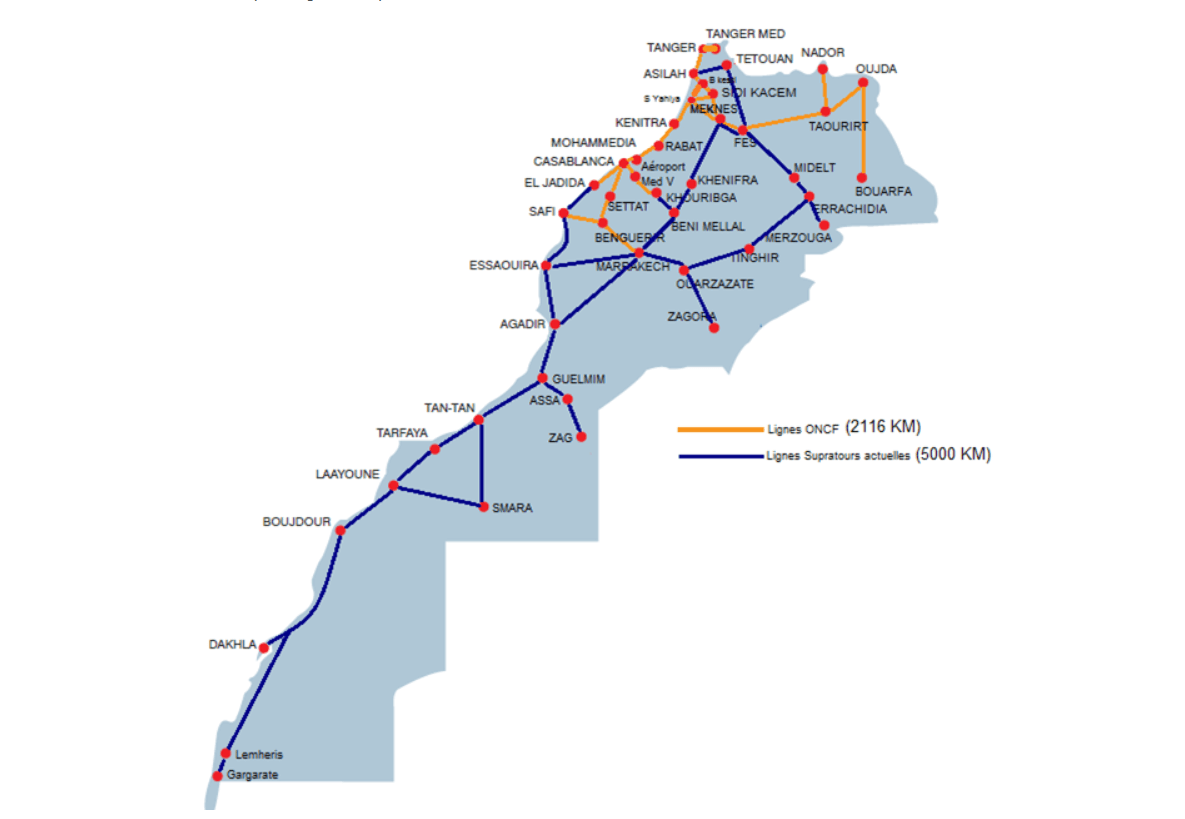 TANGER MED
TANGER
NADOR
TETOUAN
OUJDA
ASILAH
SIDI KACEM
S Yahiya
MEKNES
KENITRA
TAOURIRT
FES
MOHAMMEDIA
RABAT
CASABLANCA
Aéroport
Med V
MIDELT
EL JADIDA
KHENIFRA
BOUARFA
KHOURIBGA
SETTAT
ERRACHIDIA
SAFI
BENI MELLAL
BENGUERIR
MERZOUGA
TINGHIR
ESSAOUIRA
MARRAKECH
OUARZAZATE
ZAGORA
AGADIR
GUELMIM
ASSA
TAN-TAN
Lignes ONCF (2116 KM)
TARFAYA
ZAG
Lignes Supratours actuelles (5000 KM)
LAAYOUNE
SMARA
BOUJDOUR
DAKHLA
Lemheris
Gargarate